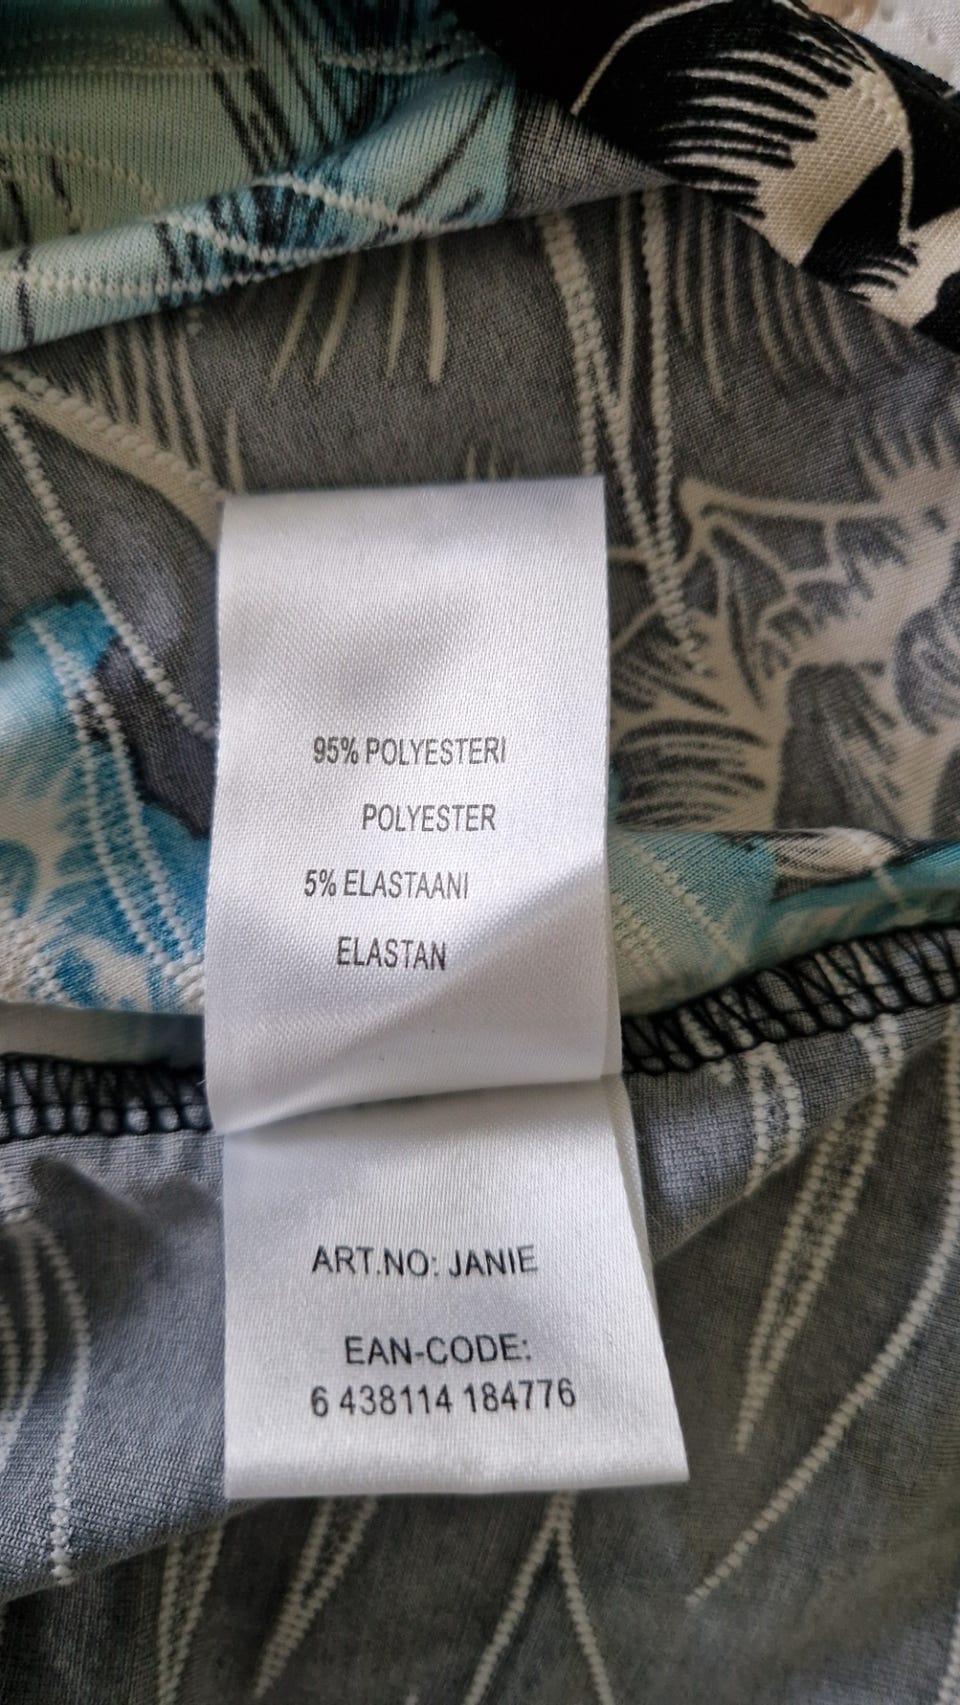 95% POLYESTERI
POLYESTER
5% ELASTAANI
ELASTAN
ART.NO: JANIE
EAN-CODE:
6 438114 184776